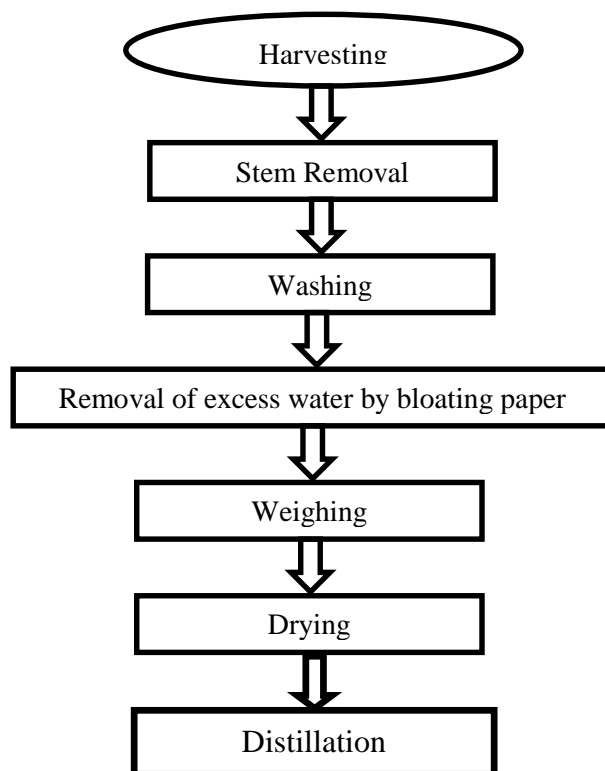 Harvesting
Stem Removal
Washing
Removal of excess water by bloating paper
Weighing
Drying
Distillation